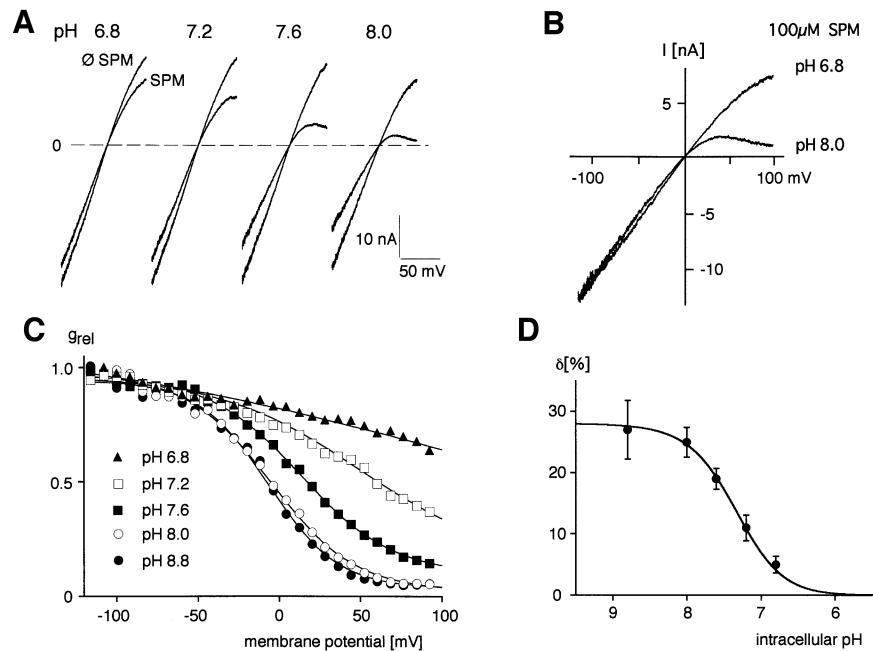 A
pH 6.8 7.2 7.6 8.0
Ø SPM
SPM
0
10 nA
50 mV
B
100µM SPM
I [nA]
pH 6.8
5
pH 8.0
-100
100 mV
-5
-10
C
grel
1.0
0.5
0
pH 6.8
pH 7.2
pH 7.6
pH 8.0
pH 8.8
-100 -50 0 50 100
membrane potential [mV]
D
δ[%]
30
20
10
0
9 8 7 6
intracellular pH